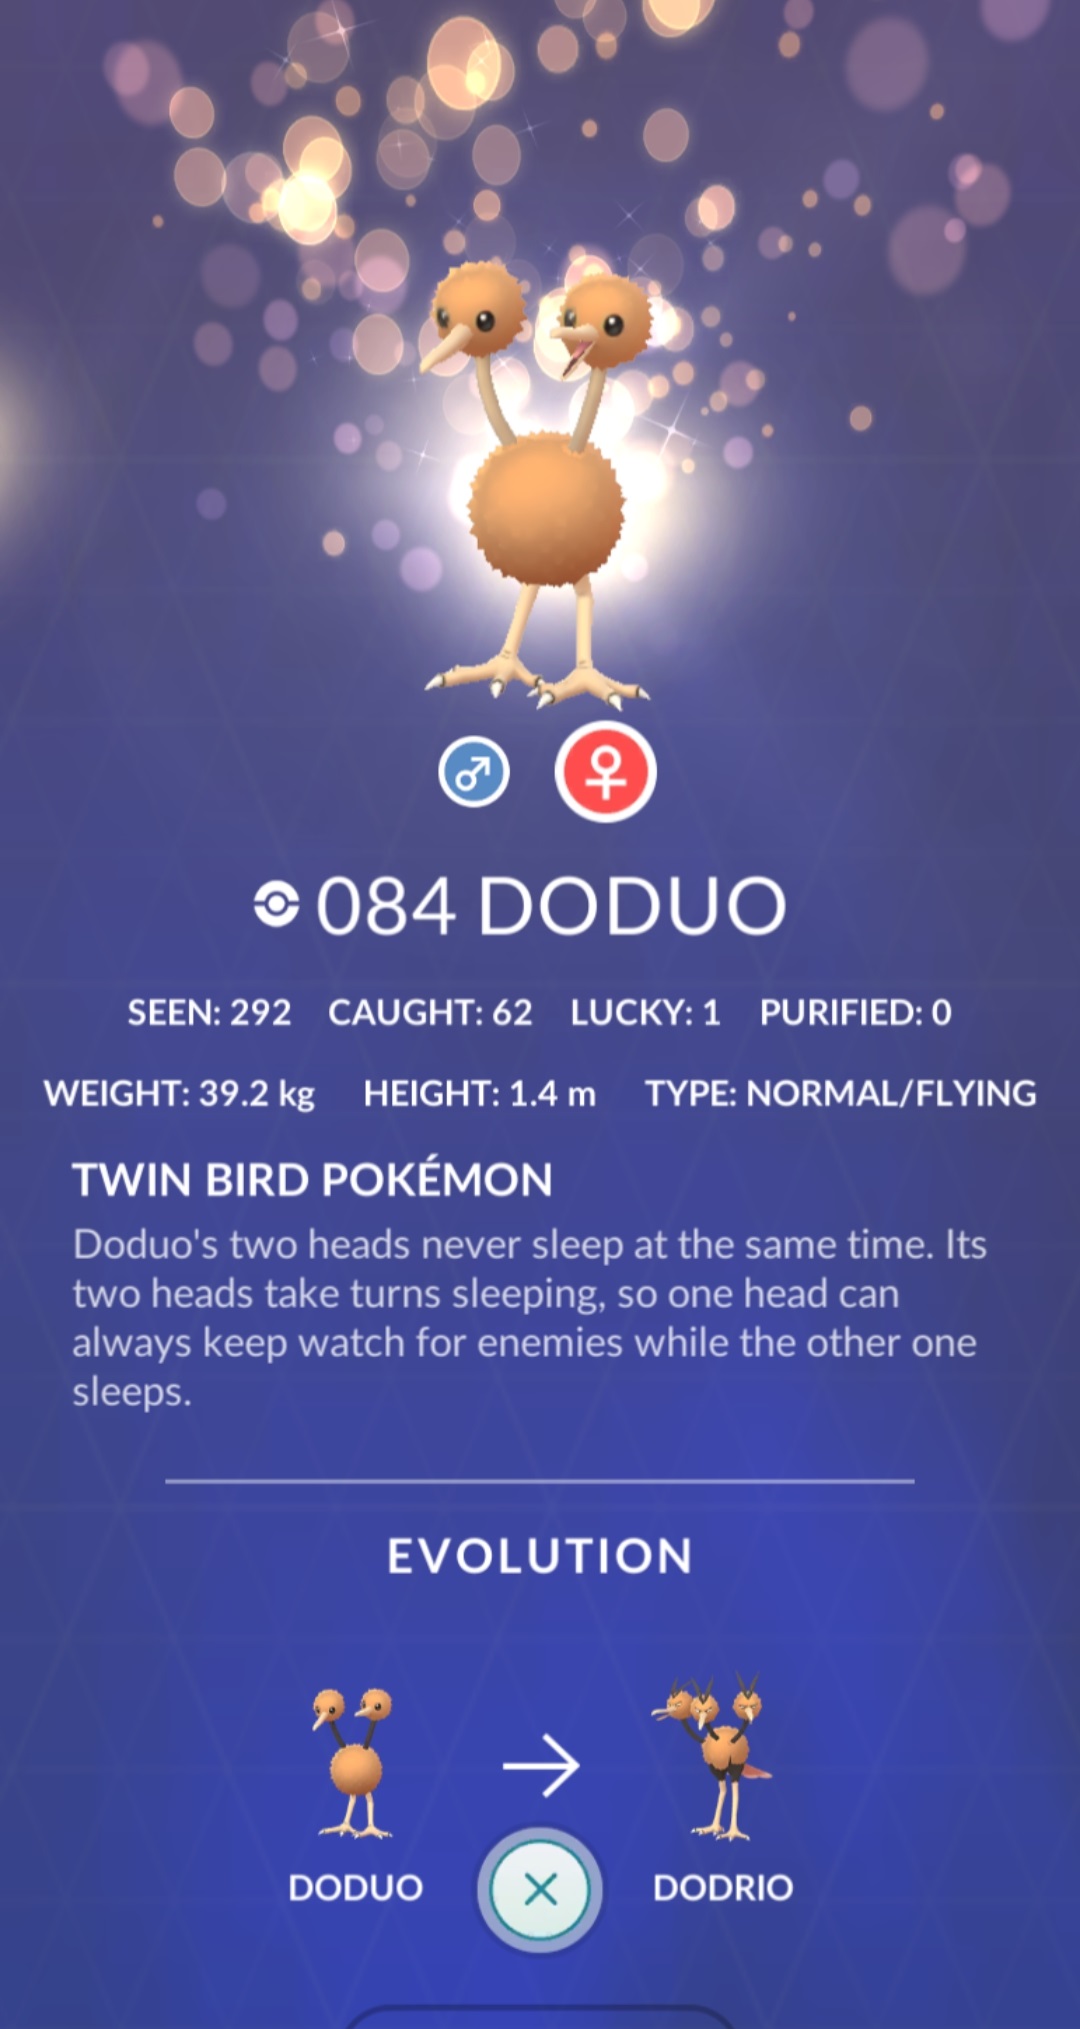 084 DODUO
SEEN: 292 CAUGHT: 62 LUCKY: 1 PURIFIED: 0
WEIGHT: 39.2 kg HEIGHT: 1.4 m TYPE: NORMAL/FLYING
TWIN BIRD POKÉMON
Doduo's two heads never sleep at the same time. Its
two heads take turns sleeping, so one head can
always keep watch for enemies while the other one
sleeps.
EVOLUTION
DODUO DODRIO